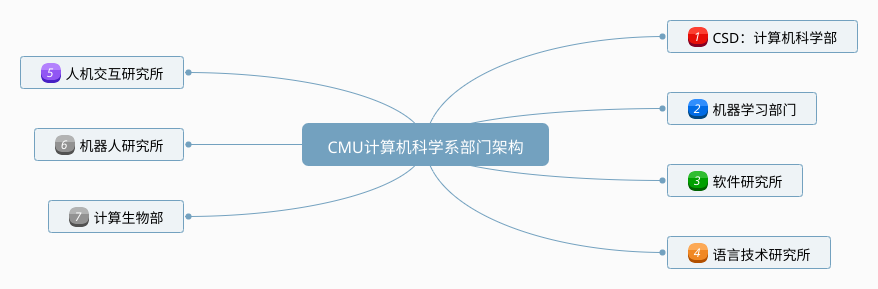 CMU计算机科学系部门架构
1 CSD：计算机科学部
2 机器学习部门
3 软件研究所
4 语言技术研究所
5 人机交互研究所
6 机器人研究所
7 计算生物部